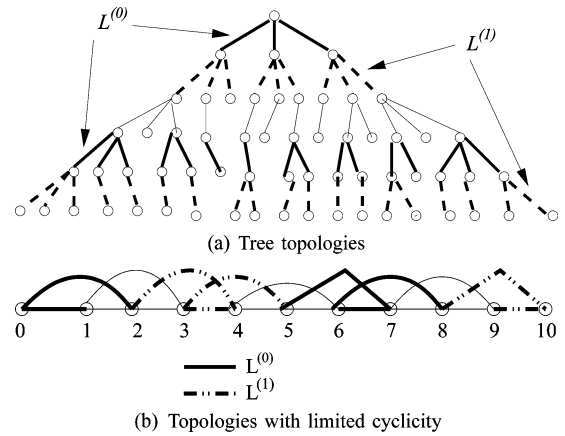 L^(0)
L^(1)
(a) Tree topologies
0 1 2 3 4 5 6 7 8 9 10
L^(0)
L^(1)
(b) Topologies with limited cyclicity